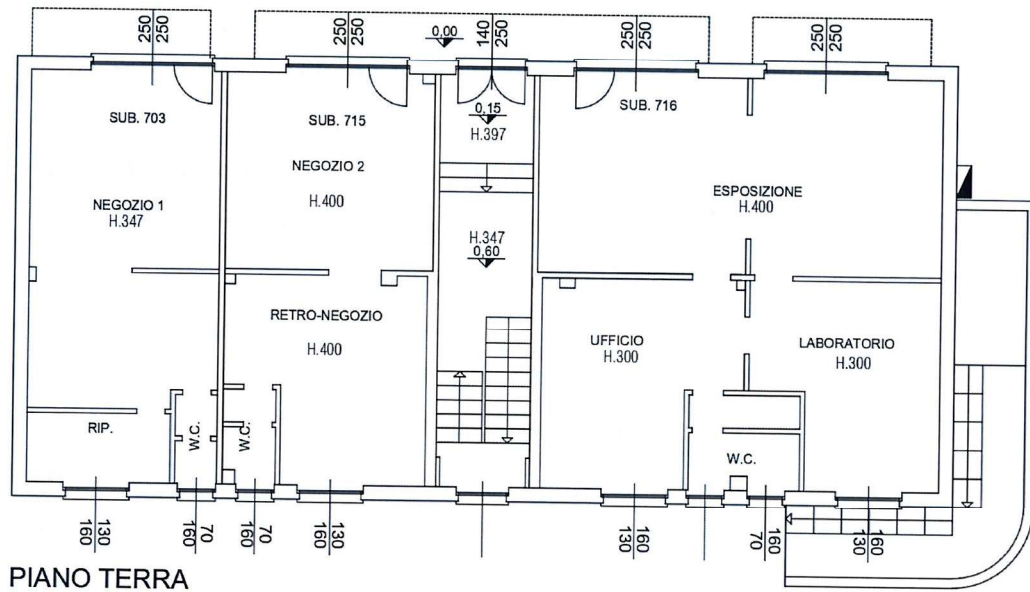 250
250
250
250
0,00
140
250
250
250
250
250
SUB. 703
SUB. 715
0,15
H.397
SUB. 716
NEGOZIO 2
H.400
NEGOZIO 1
H.347
ESPOSIZIONE
H.400
H.347
0,60
RETRO-NEGOZIO
H.400
UFFICIO
H.300
LABORATORIO
H.300
RIP.
W.C.
W.C.
W.C.
160
130
160
70
160
70
160
130
160
130
160
70
160
130
PIANO TERRA